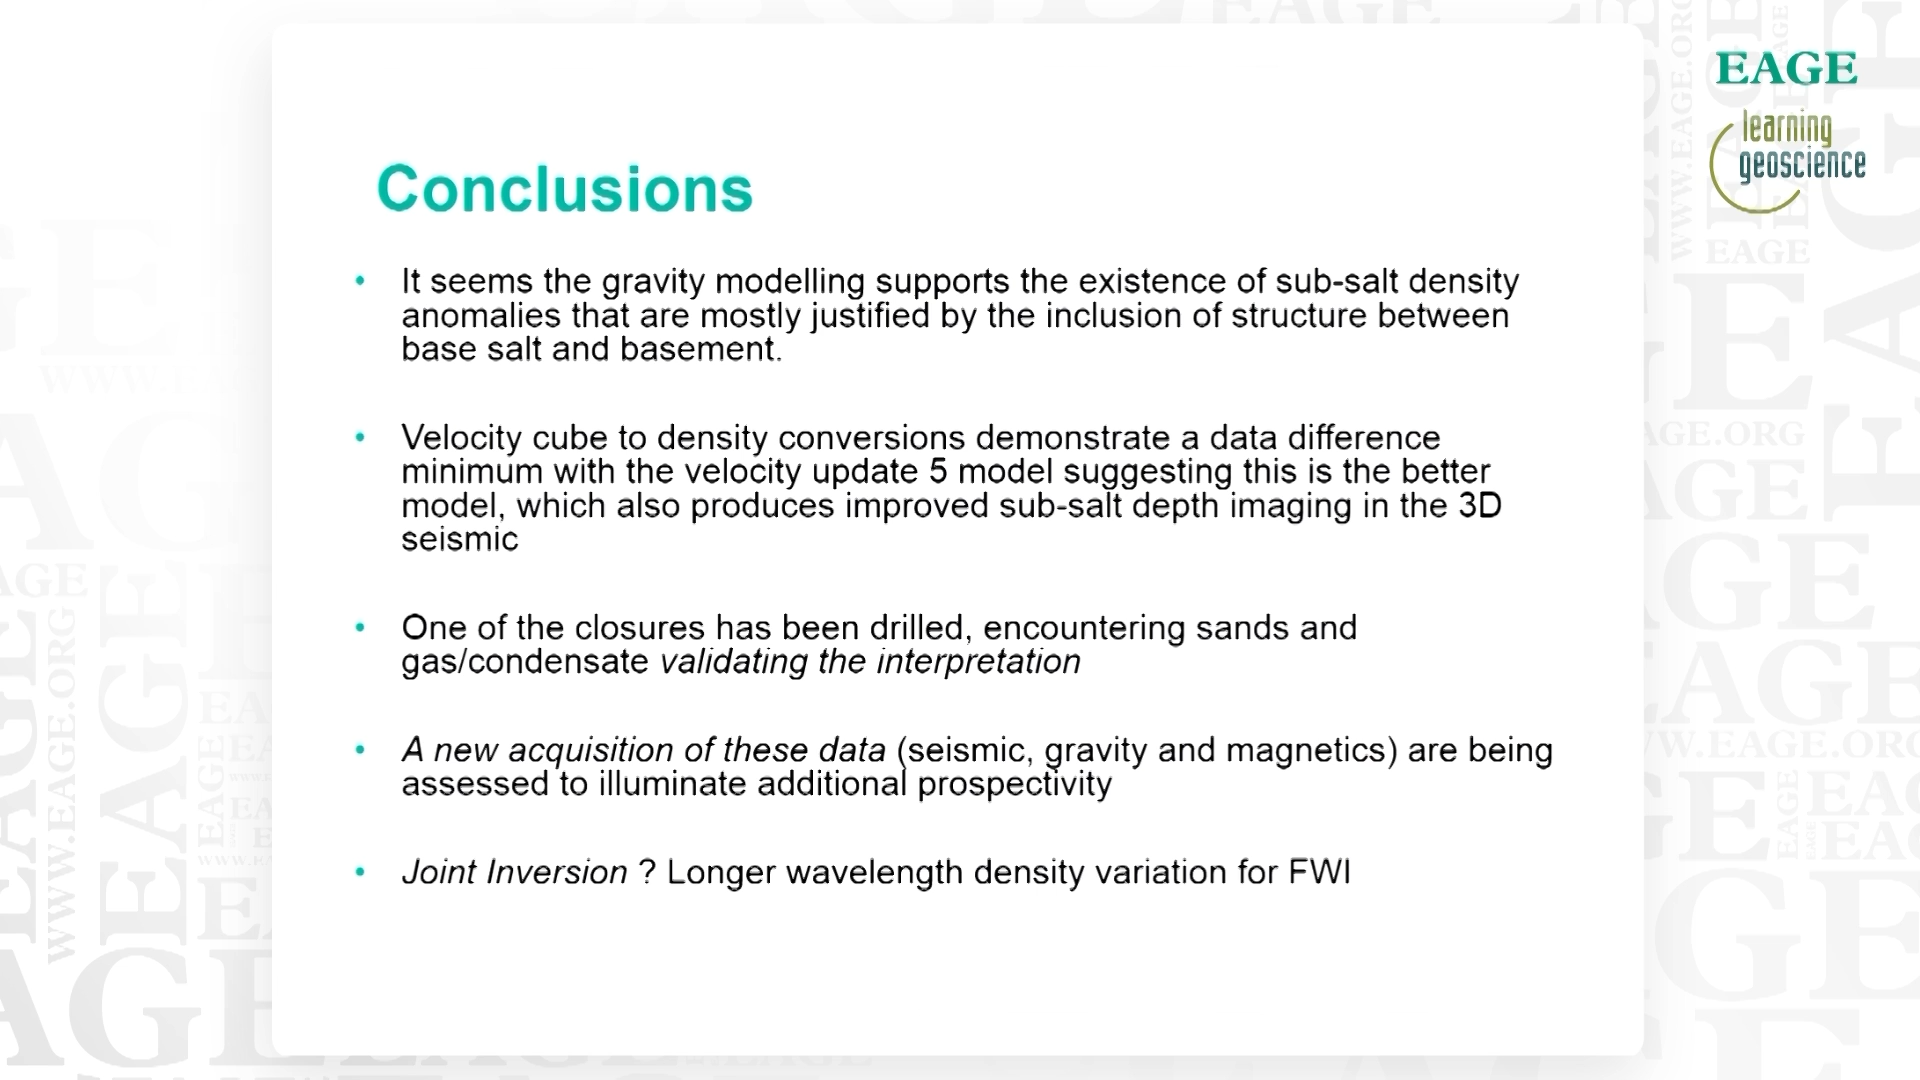 EAGE
learning
geoscience
Conclusions
• It seems the gravity modelling supports the existence of sub-salt density
anomalies that are mostly justified by the inclusion of structure between
base salt and basement.
• Velocity cube to density conversions demonstrate a data difference
minimum with the velocity update 5 model suggesting this is the better
model, which also produces improved sub-salt depth imaging in the 3D
seismic
• One of the closures has been drilled, encountering sands and
gas/condensate validating the interpretation
• A new acquisition of these data (seismic, gravity and magnetics) are being
assessed to illuminate additional prospectivity
• Joint Inversion ? Longer wavelength density variation for FWI